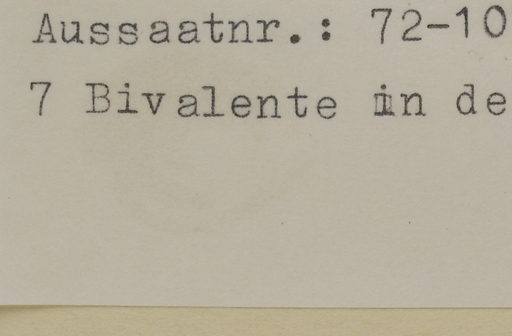 Aussaatnr.: 72-10
7 Bivalente in de